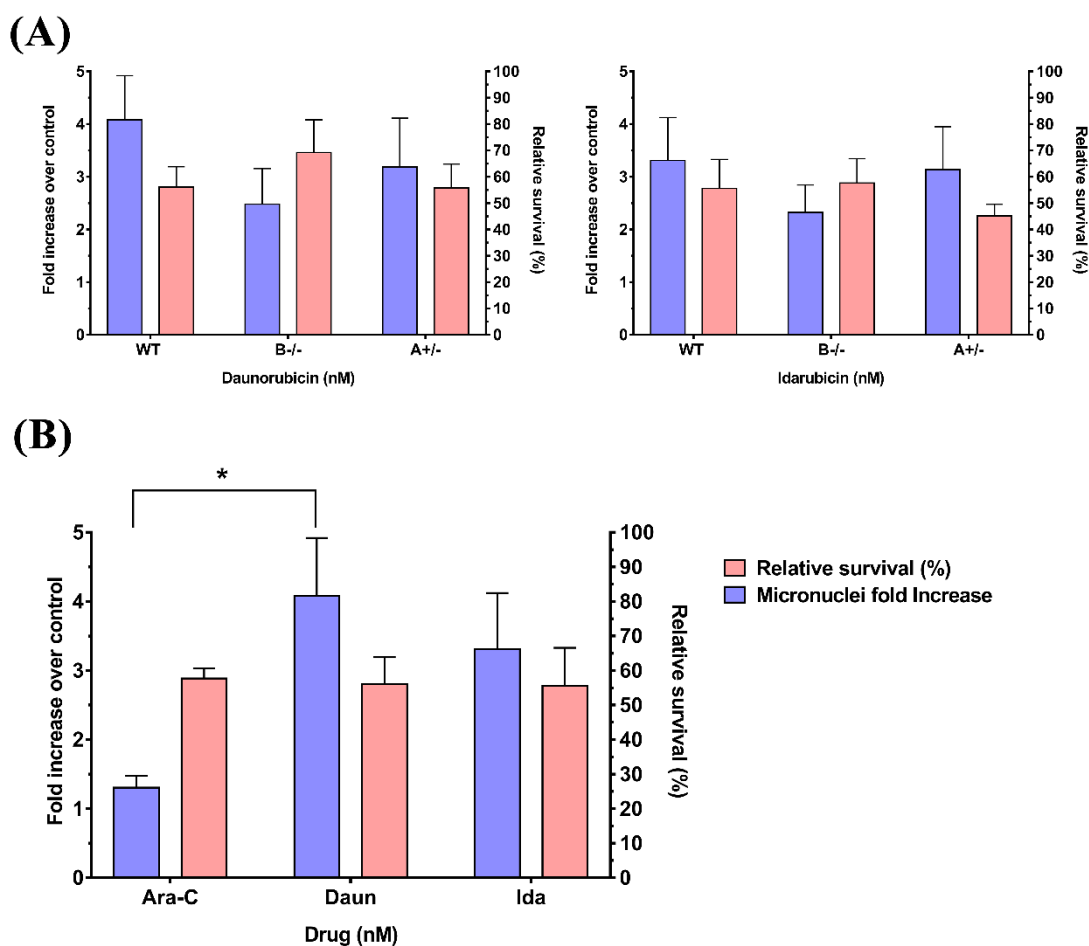 (A)
Fold increase over control
5
4
3
2
1
0
WT
B-/-
A+/-
Daunorubicin (nM)
100
90
80
70
60
50
40
30
20
10
0
Relative survival
(%)
Fold increase over control
5
4
3
2
1
0
WT
B-/-
A+/-
Idarubicin (nM)
100
90
80
70
60
50
40
30
20
10
0
Relative survival
(%)
(B)
*
Fold increase over control
5
4
3
2
1
0
Ara-C
Daun
Ida
Drug (nM)
100
90
80
70
60
50
40
30
20
10
0
Relative survival
(%)
Relative survival (%)
Micronuclei fold Increase